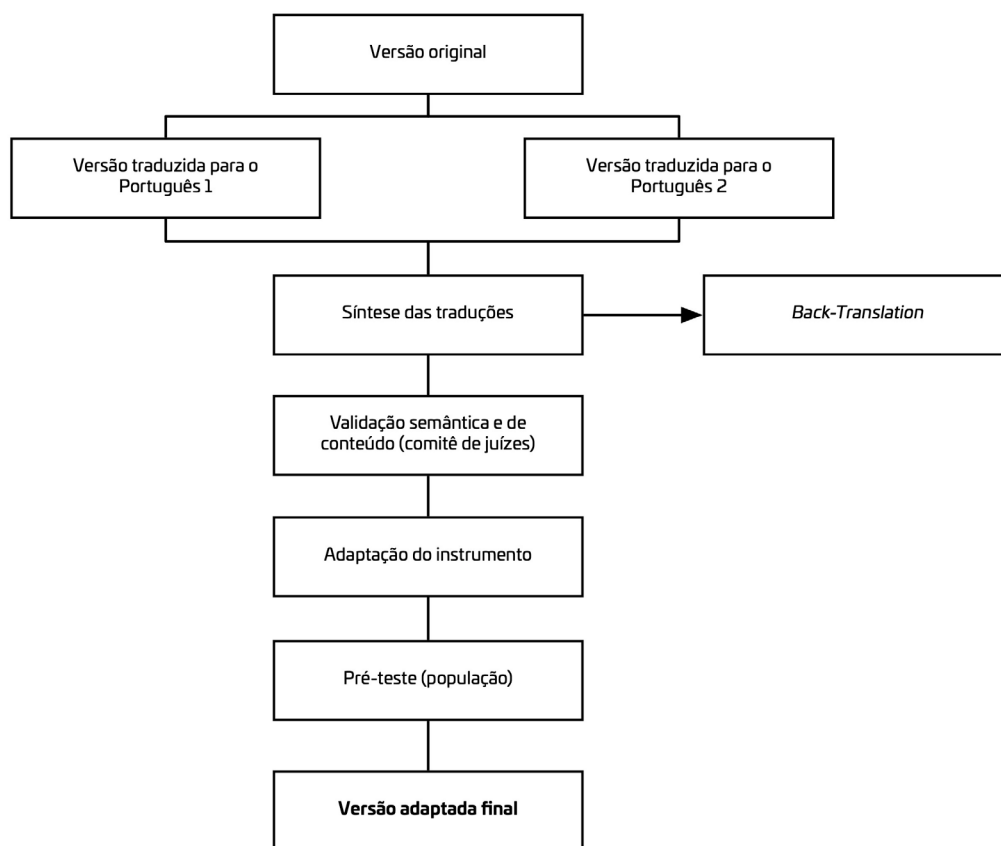 Versão original
Versão traduzida para o
Português 1
Versão traduzida para o
Português 2
Síntese das traduções
Back-Translation
Validação semântica e de
conteúdo (comitê de juízes)
Adaptação do instrumento
Pré-teste (população)
Versão adaptada final